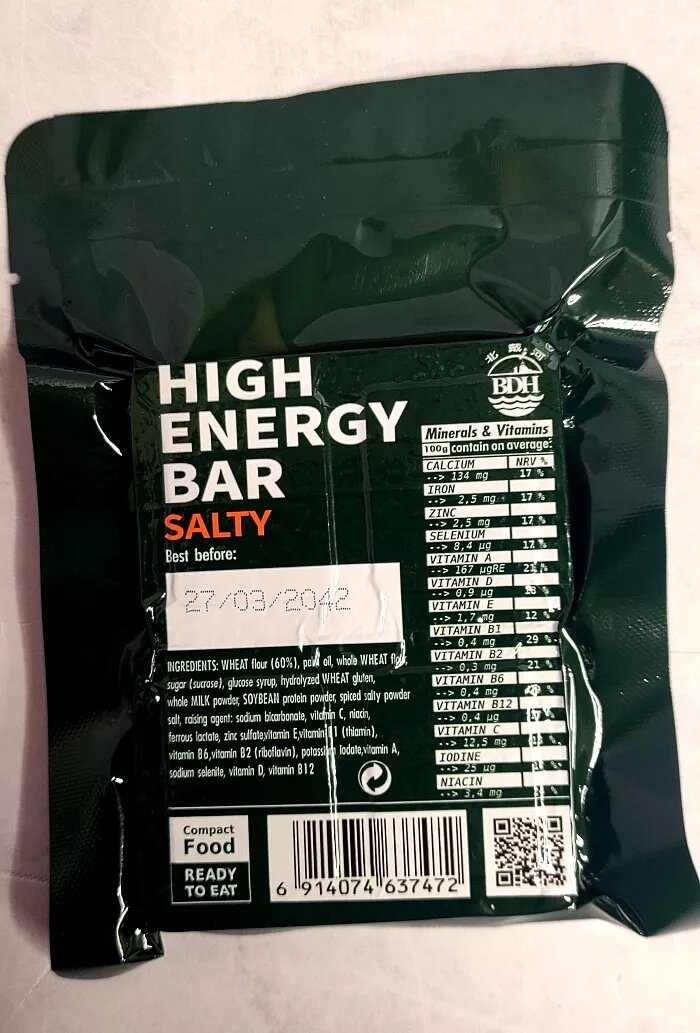 HIGH
ENERGY
BAR
SALTY
Best before:
27/03/2042
INGREDIENTS: WHEAT flour (60%), palm oil, whole WHEAT flour,
sugar (sucrose), glucose syrup, hydrolyzed WHEAT gluten,
whole MILK powder, SOYBEAN protein powder, spiced salty powder
salt, raising agent: sodium bicarbonate, vitamin C, niacin,
ferrous lactate, zinc sulfate,vitamin E,vitamin B1 (thiamin),
vitamin B6,vitamin B2 (riboflavin), potassium Iodate,vitamin A,
sodium selenite, vitamin D, vitamin B12
北戴河
BDH
Minerals & Vitamins
100g contain on average:
CALCIUM NRV %
--> 134 mg 17 %
IRON
--> 2,5 mg 17 %
ZINC
--> 2,5 mg 17 %
SELENIUM
--> 8,4 µg 17 %
VITAMIN A
--> 167 µgRE 21 %
VITAMIN D
--> 0,9 µg
VITAMIN E
--> 1,7 mg 12 %
VITAMIN B1
--> 0,4 mg 29 %
VITAMIN B2
--> 0,3 mg 21 %
VITAMIN B6
--> 0,4 mg
VITAMIN B12
--> 0,4 µg
VITAMIN C
--> 12,5 mg
IODINE
--> 25 µg
NIACIN
--> 3,4 mg
Compact
Food
READY
TO EAT
6 914074 637472